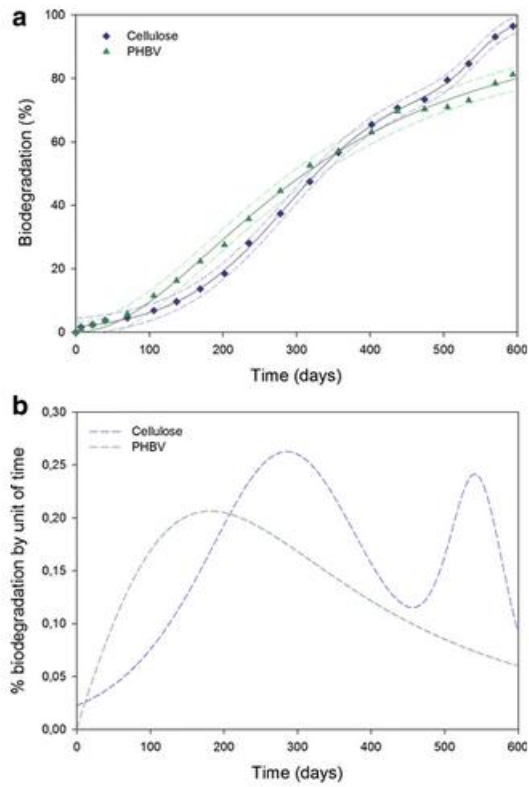 a
Cellulose
PHBV
100
80
60
40
20
0
Biodegradation (%)
0 100 200 300 400 500 600
Time (days)
b
0,30
Cellulose
PHBV
0,25
0,20
0,15
0,10
0,05
0,00
% biodegradation by unit of time
0 100 200 300 400 500 600
Time (days)